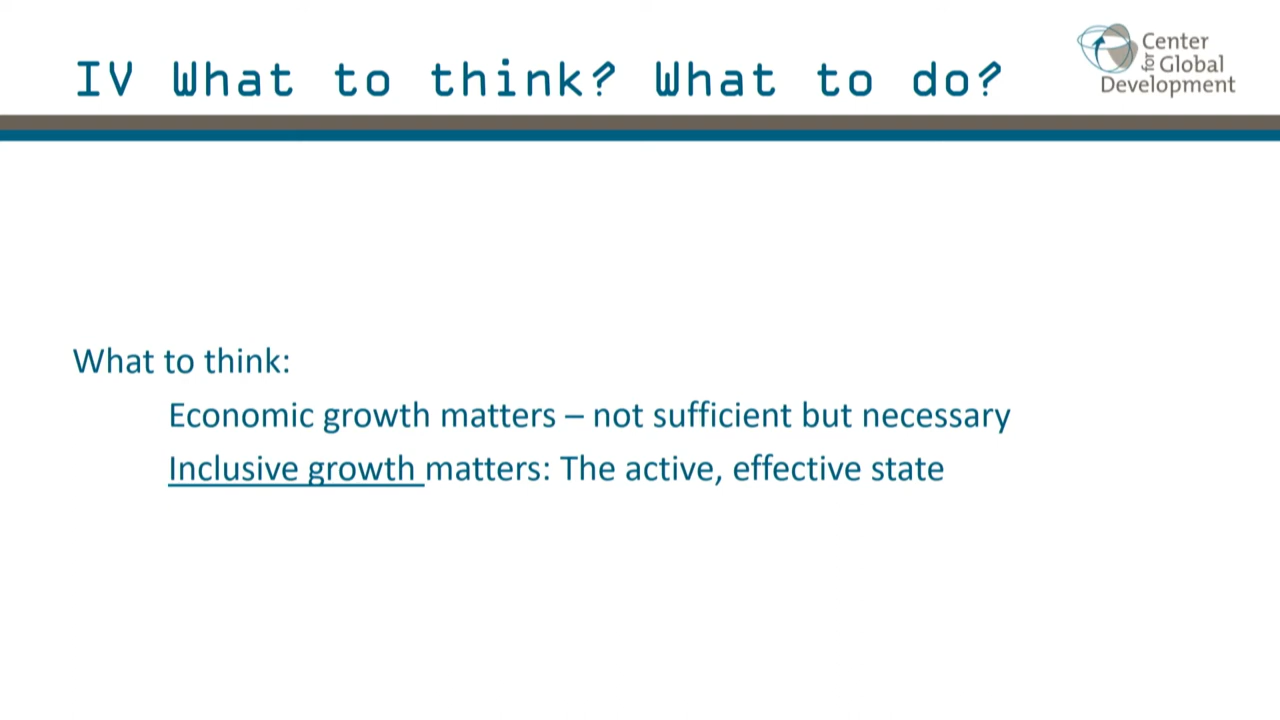 IV What to think? What to do?
Center
for Global
Development
What to think:
Economic growth matters – not sufficient but necessary
Inclusive growth matters: The active, effective state